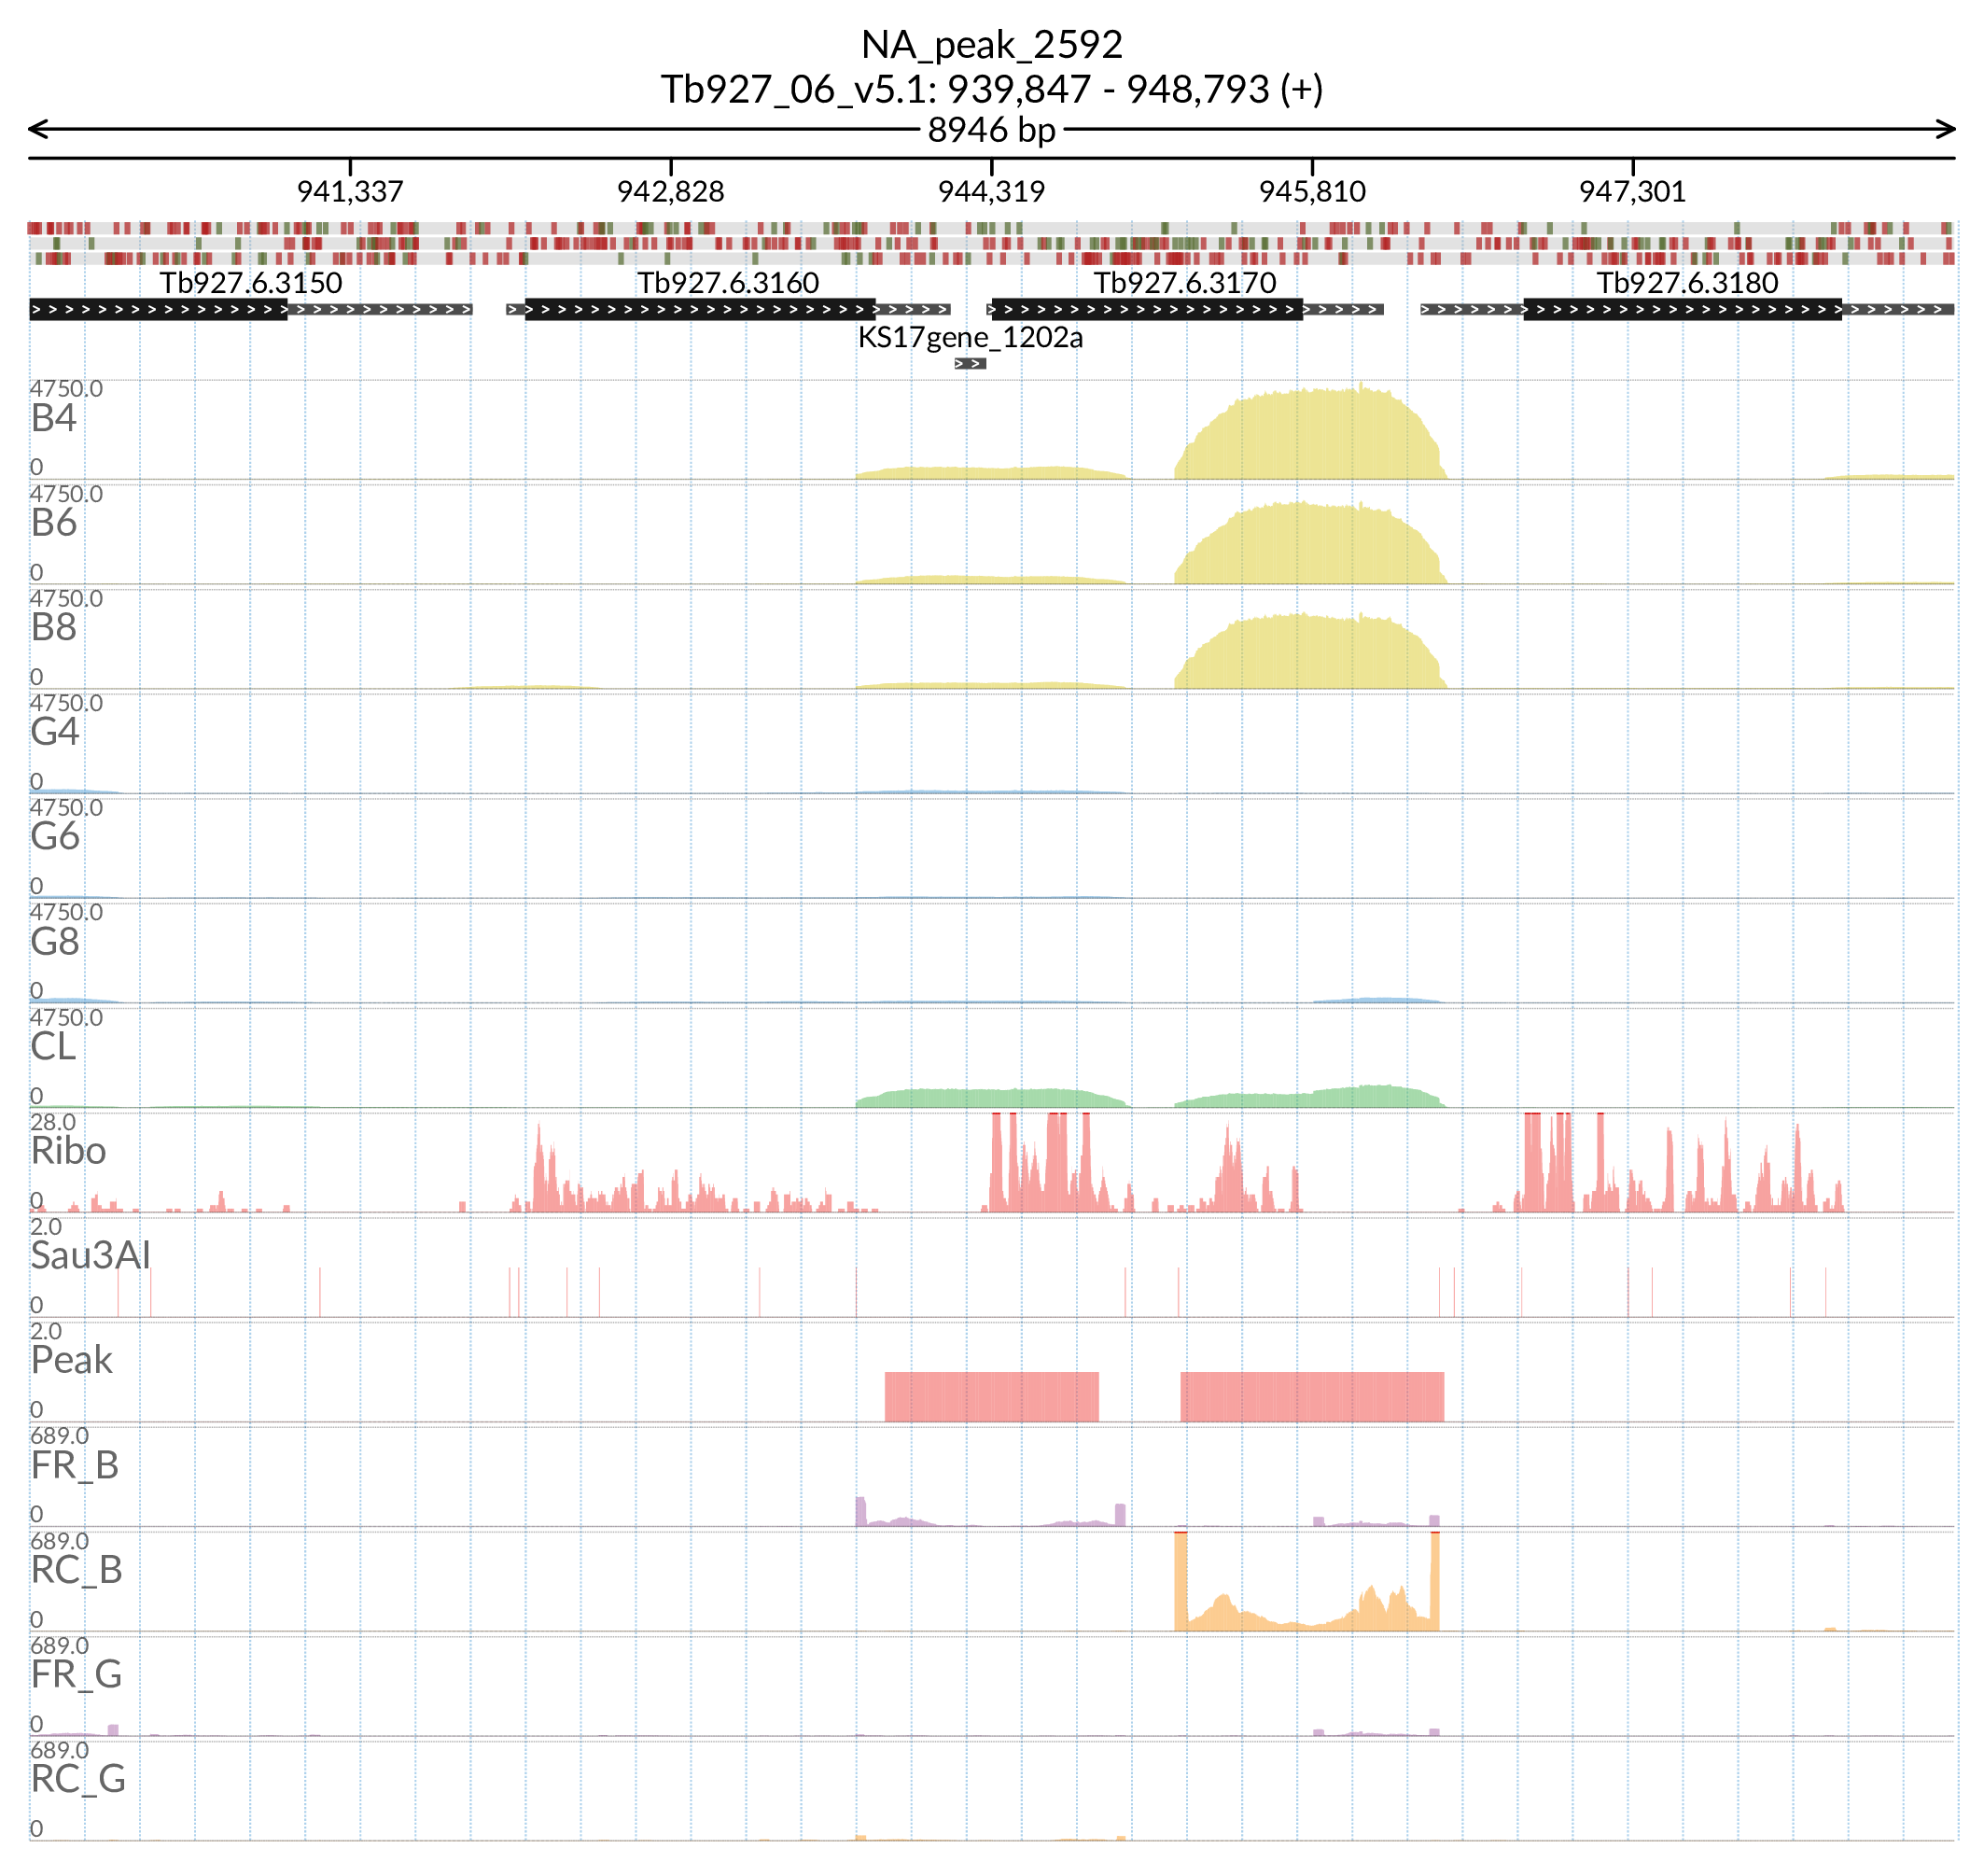 NA_peak_2592
Tb927_06_v5.1: 939,847 - 948,793 (+)
8946 bp
941,337 942,828 944,319 945,810 947,301
Tb927.6.3150 Tb927.6.3160 Tb927.6.3170 Tb927.6.3180
KS17gene_1202a
4750.0
B4
0
4750.0
B6
0
4750.0
B8
0
4750.0
G4
0
4750.0
G6
0
4750.0
G8
0
4750.0
CL
0
28.0
Ribo
0
2.0
Sau3AI
0
2.0
Peak
0
689.0
FR_B
0
689.0
RC_B
0
689.0
FR_G
0
689.0
RC_G
0